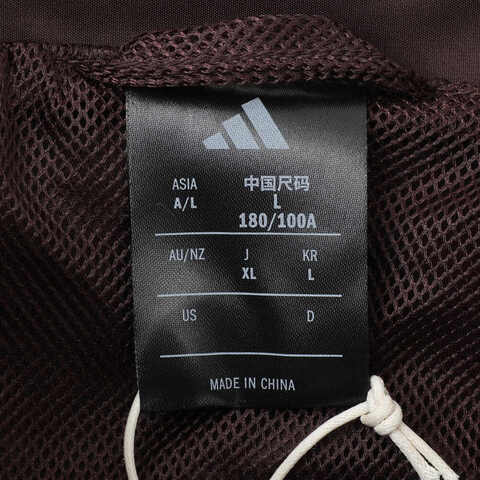 ASIA 中国尺码
A/L L
180/100A
AU/NZ J KR
XL L
US D
MADE IN CHINA